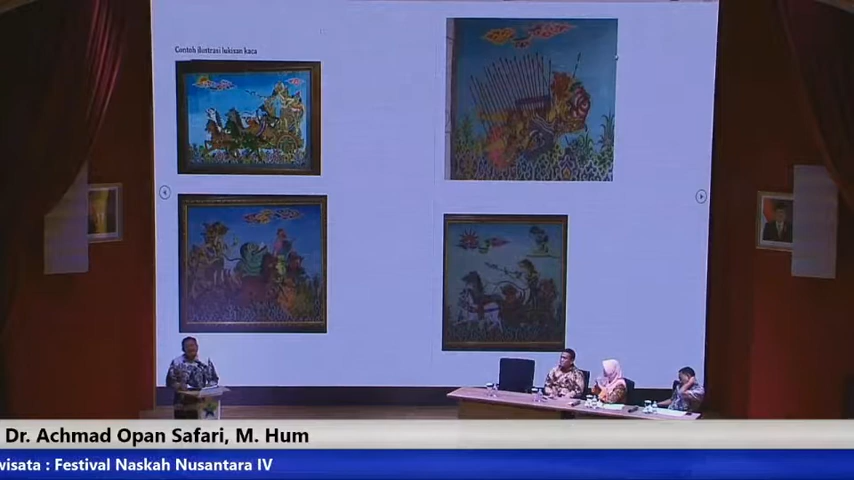 Contoh ilustrasi lukisan kaca
Dr. Achmad Opan Safari, M. Hum
wisata : Festival Naskah Nusantara IV